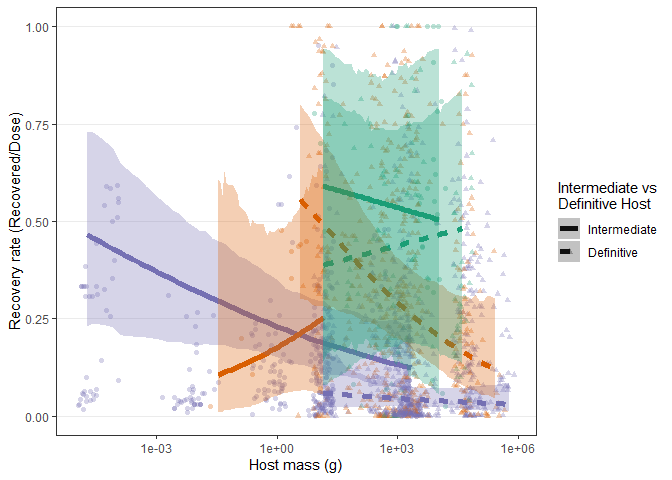 1.00
0.75
0.50
0.25
0.00
Recovery rate (Recovered/Dose)
1e-03
1e+00
1e+03
1e+06
Host mass (g)
Intermediate vs
Definitive Host
Intermediate
Definitive